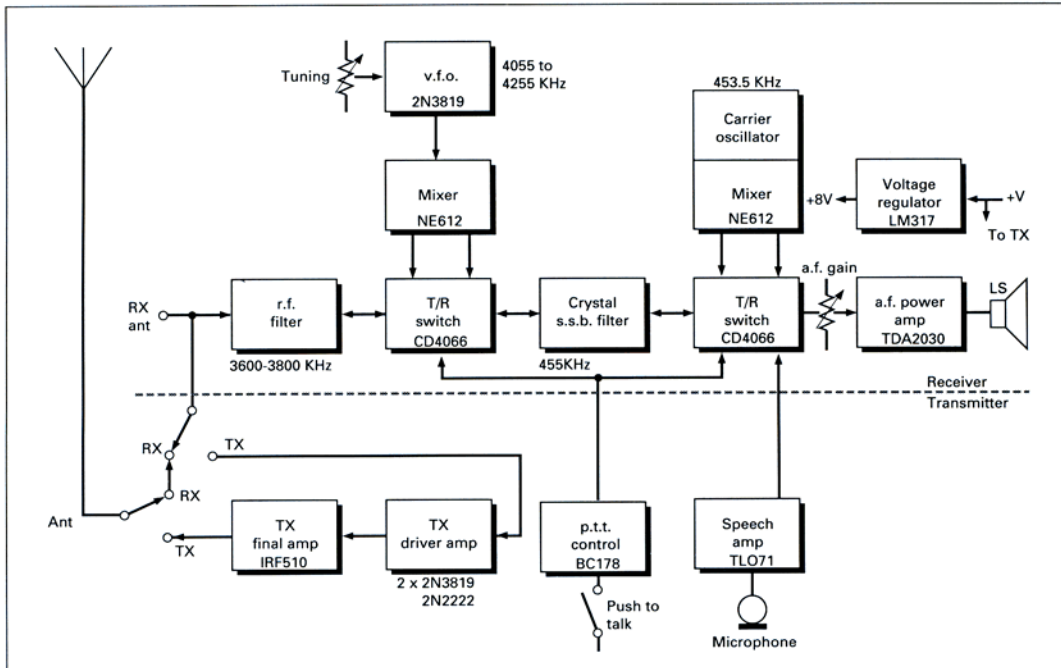 Tuning
v.f.o.
2N3819
4055 to
4255 KHz
453.5 KHz
Carrier
oscillator
Mixer
NE612
Mixer
NE612
+8V
Voltage
regulator
LM317
+V
To TX
RX
ant
r.f.
filter
3600-3800 KHz
T/R
switch
CD4066
Crystal
s.s.b. filter
455KHz
T/R
switch
CD4066
a.f. gain
a.f. power
amp
TDA2030
LS
Receiver
Transmitter
RX
TX
RX
Ant
TX
TX
final amp
IRF510
TX
driver amp
2 x 2N3819
2N2222
p.t.t.
control
BC178
Push to
talk
Speech
amp
TLO71
Microphone